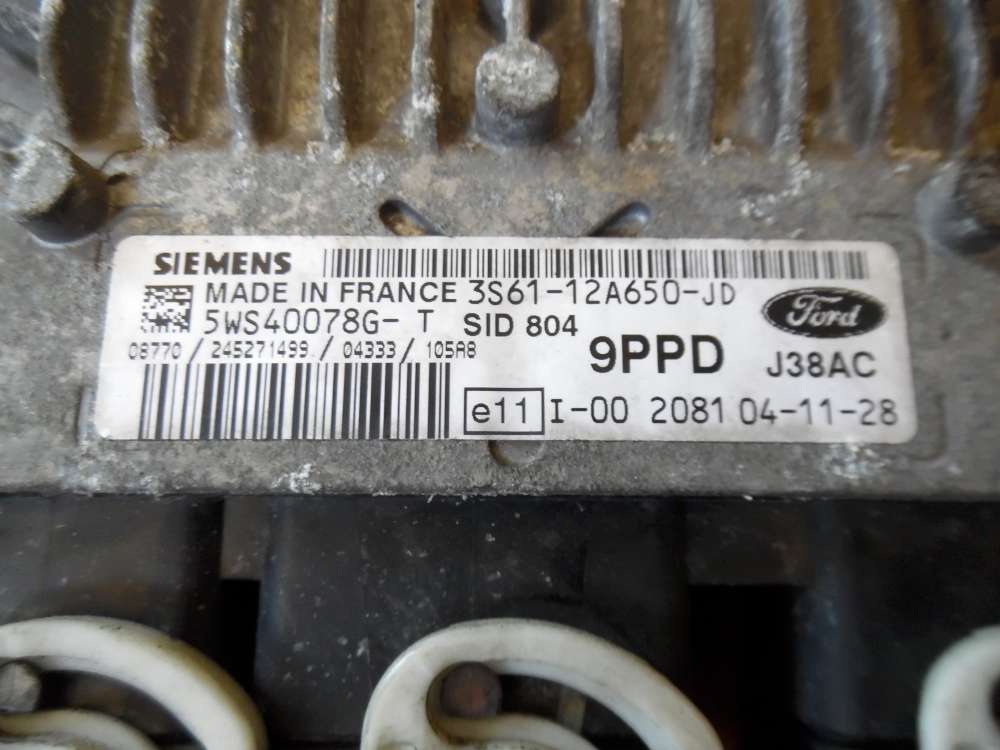 SIEMENS
MADE IN FRANCE 3S61-12A650-JD
5WS40078G- T SID 804
Ford
08770 / 245271499 / 04333 / 105A8
9PPD J38AC
e11 I-00 2081 04-11-28